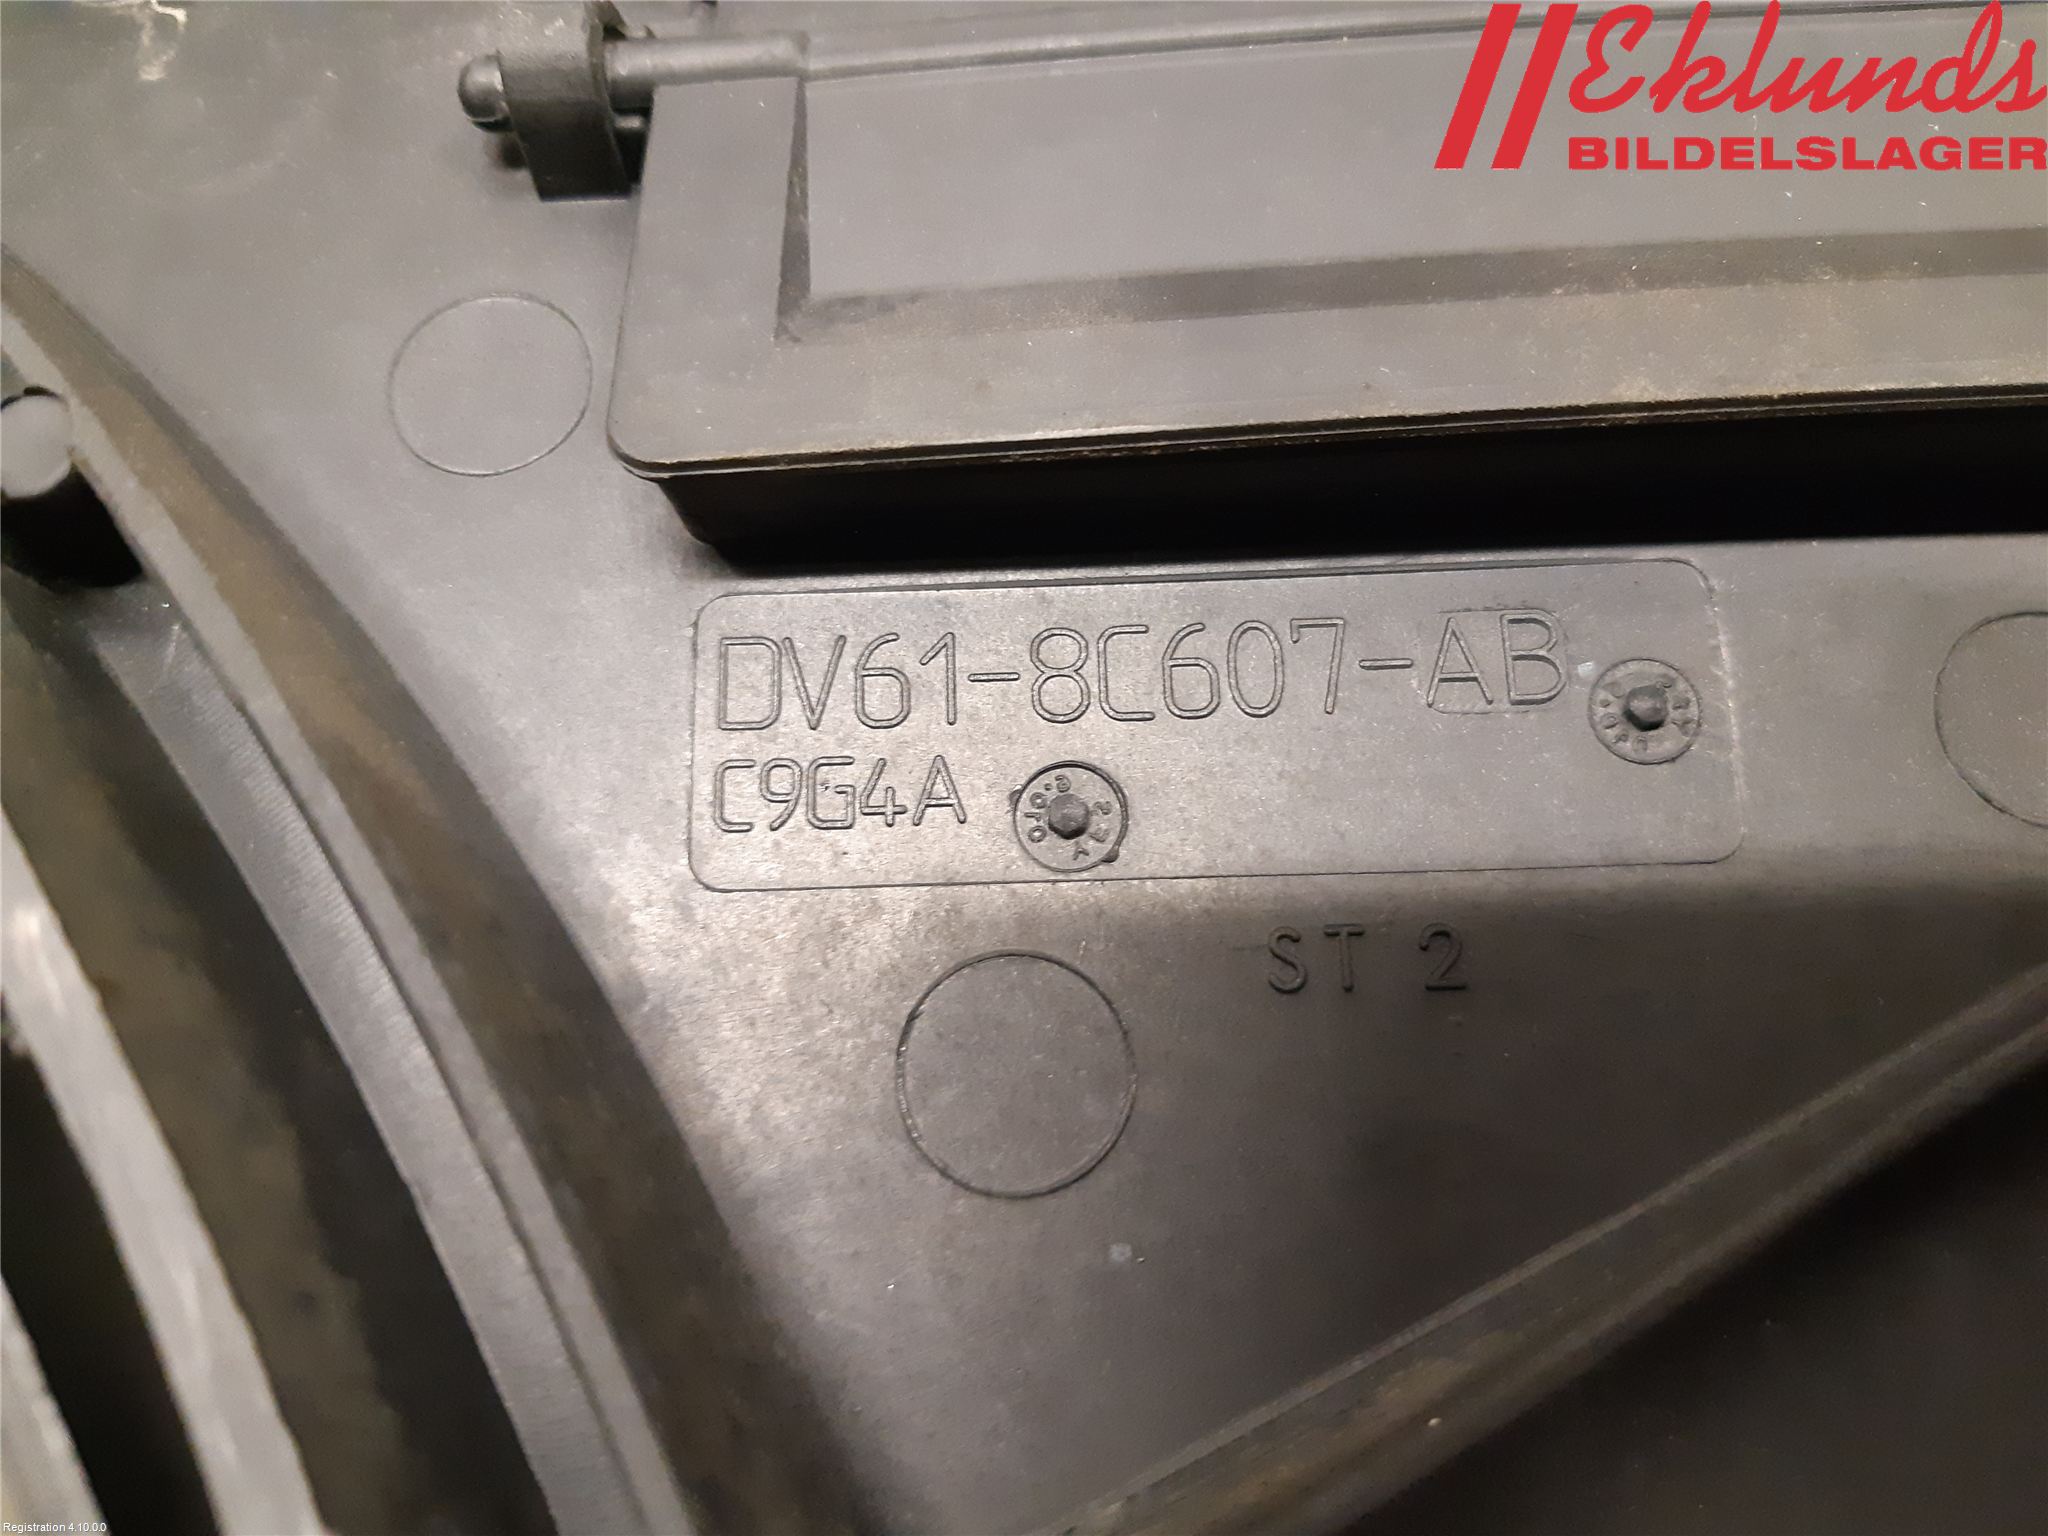 Eklunds
BILDELSLAGER
DV61-8C607-AB
C9G4A
ST 2
Registration 4.10.0.0